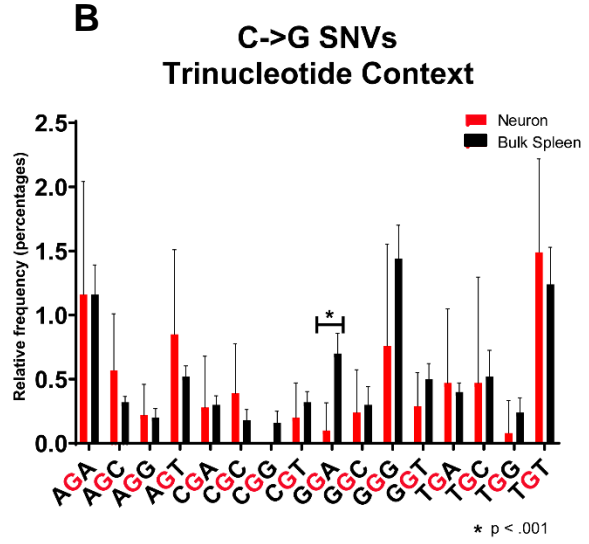 B
C->G SNVs
Trinucleotide Context
Neuron
Bulk Spleen
Relative frequency (percentages)
2.5
2.0
1.5
1.0
0.5
0.0
*
AGA
AGC
AGG
AGT
CGA
CGC
CGG
CGT
GGA
GGC
GGG
GGT
TGA
TGC
TGG
TGT
* p < .001